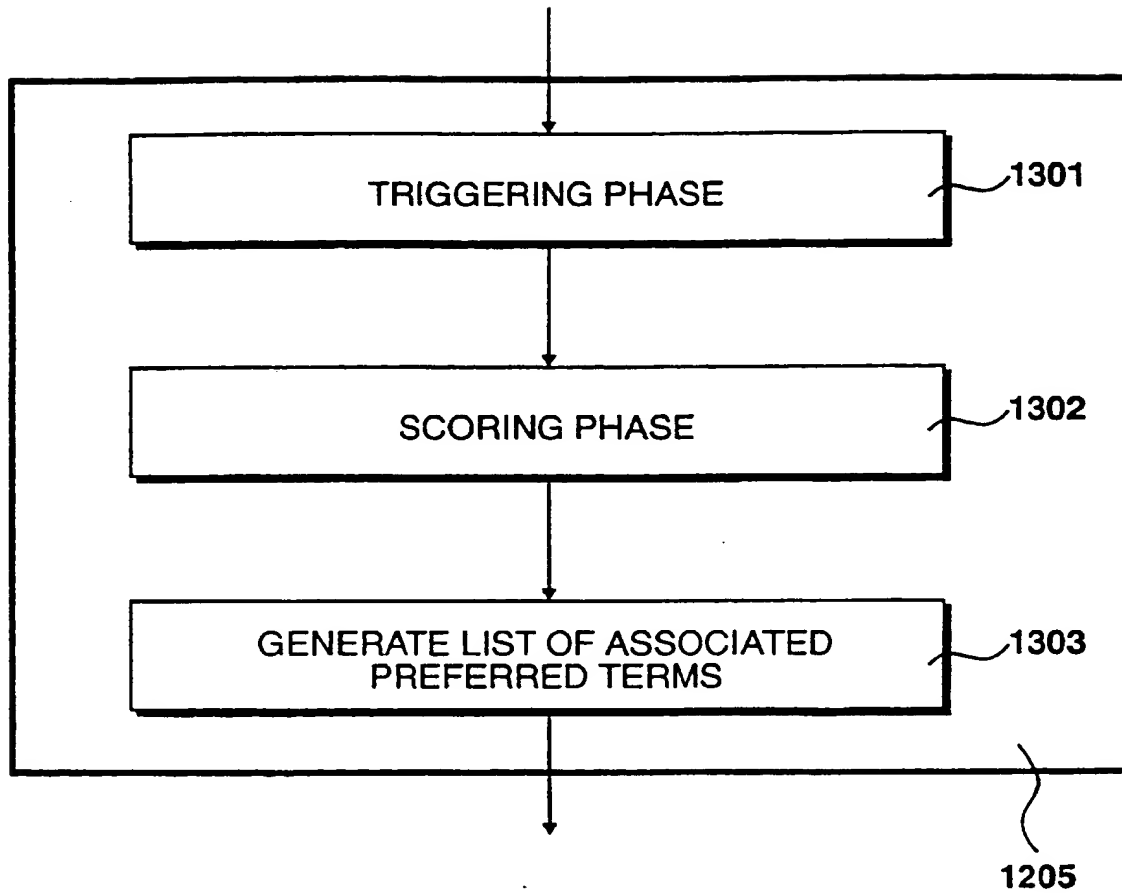 TRIGGERING PHASE
1301
SCORING PHASE
1302
GENERATE LIST OF ASSOCIATED
PREFERRED TERMS
1303
1205